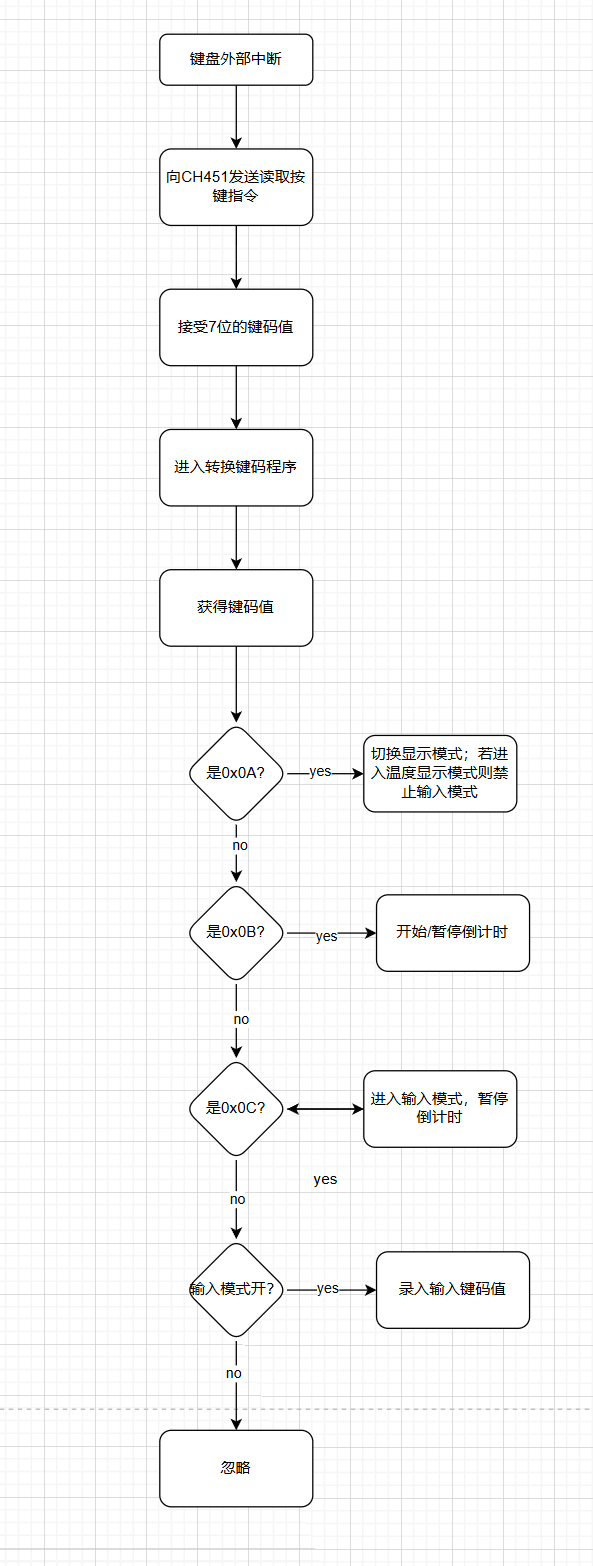 键盘外部中断
向CH451发送读取按
键指令
接受7位的键码值
进入转换键码程序
获得键码值
是0x0A?
yes
切换显示模式；若进
入温度显示模式则禁
止输入模式
no
是0x0B?
yes
开始/暂停倒计时
no
是0x0C?
进入输入模式，暂停
倒计时
yes
no
输入模式开?
yes
录入输入键码值
no
忽略